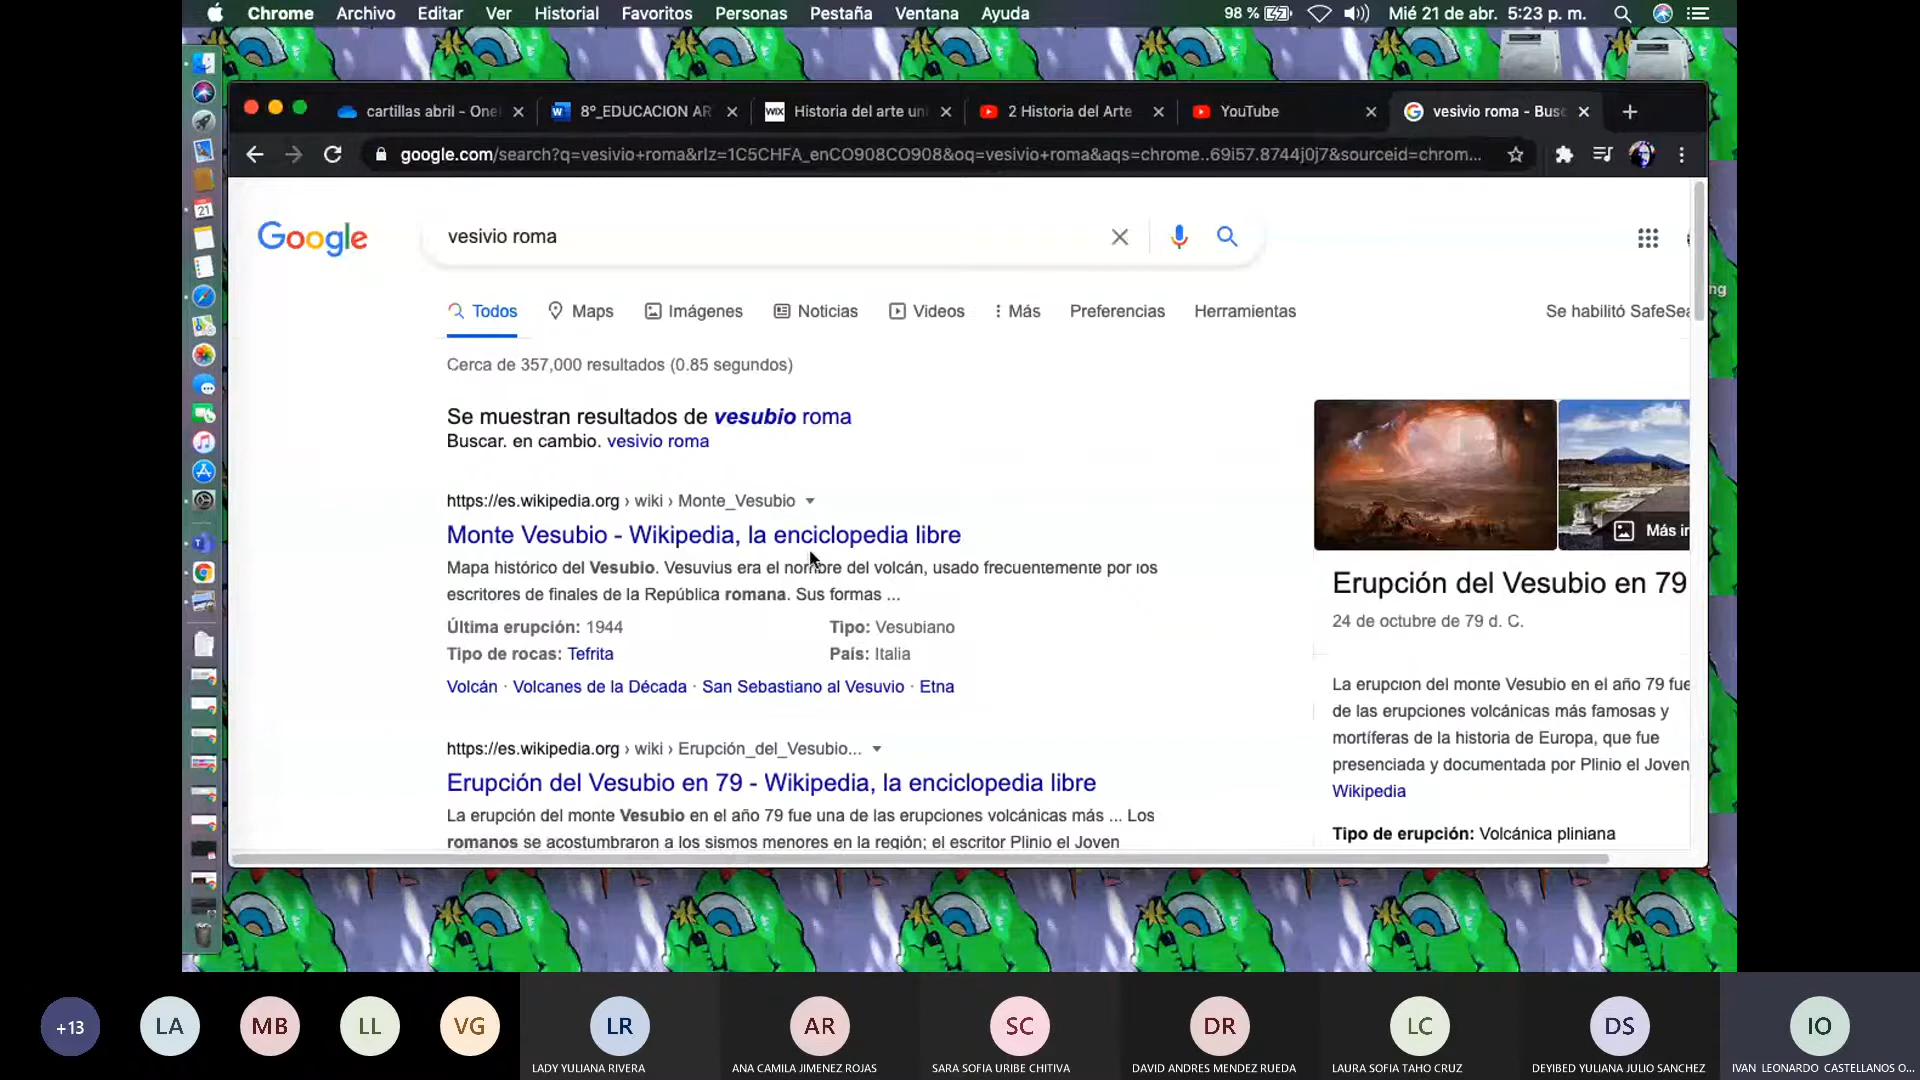 Chrome Archivo Editar Ver Historial Favoritos Personas Pestaña Ventana Ayuda 98 % Mié 21 de abr. 5:23 p. m.
cartillas abril - One 8º_EDUCACION AR WIX Historia del arte uni 2 Historia del Arte YouTube vesivio roma - Bus
google.com/search?q=vesivio+roma&rlz=1C5CHFA_enCO908CO908&oq=vesivio+roma&aqs=chrome..69i57.8744j0j7&sourceid=chrom...
Google vesivio roma
Todos Maps Imágenes Noticias Videos Más Preferencias Herramientas Se habilitó SafeSea
Cerca de 357,000 resultados (0.85 segundos)
Se muestran resultados de vesubio roma
Buscar. en cambio. vesivio roma
https://es.wikipedia.org › wiki › Monte_Vesubio
Monte Vesubio - Wikipedia, la enciclopedia libre
Mapa histórico del Vesubio. Vesuvius era el nombre del volcán, usado frecuentemente por los
escritores de finales de la República romana. Sus formas ...
Última erupción: 1944 Tipo: Vesubiano
Tipo de rocas: Tefrita País: Italia
Volcán · Volcanes de la Década · San Sebastiano al Vesuvio · Etna
https://es.wikipedia.org › wiki › Erupción_del_Vesubio...
Erupción del Vesubio en 79 - Wikipedia, la enciclopedia libre
La erupción del monte Vesubio en el año 79 fue una de las erupciones volcánicas más ... Los
romanos se acostumbraron a los sismos menores en la región; el escritor Plinio el Joven
Más i
Erupción del Vesubio en 79
24 de octubre de 79 d. C.
La erupción del monte Vesubio en el año 79 fue
de las erupciones volcánicas más famosas y
mortíferas de la historia de Europa, que fue
presenciada y documentada por Plinio el Joven
Wikipedia
Tipo de erupción: Volcánica pliniana
ng
21
+13 LA MB LL VG LR AR SC DR LC DS IO
LADY YULIANA RIVERA ANA CAMILA JIMENEZ ROJAS SARA SOFIA URIBE CHITIVA DAVID ANDRES MENDEZ RUEDA LAURA SOFIA TAHO CRUZ DEYIBED YULIANA JULIO SANCHEZ IVAN LEONARDO CASTELLANOS O...